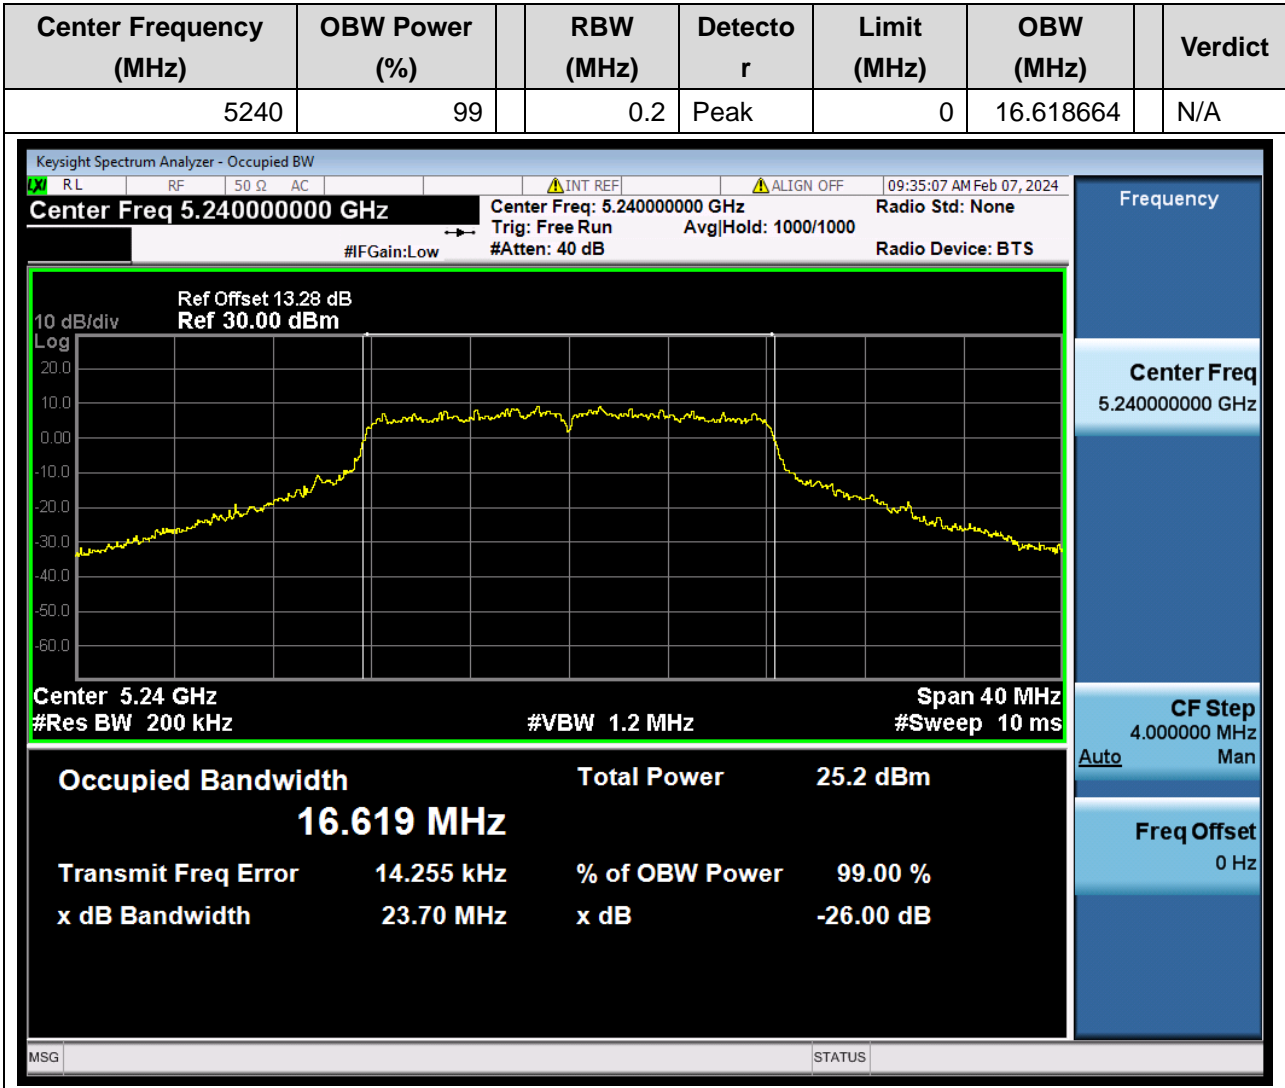 Center Frequency (MHz) OBW Power (%) RBW (MHz) Detector Limit (MHz) OBW (MHz) Verdict
5240 99 0.2 Peak 0 16.618664 N/A
Keysight Spectrum Analyzer - Occupied BW
LXI RL RF 50 Ω AC INT REF ALIGN OFF 09:35:07 AM Feb 07, 2024
Center Freq 5.240000000 GHz
Center Freq: 5.240000000 GHz
Radio Std: None
Trig: Free Run Avg|Hold: 1000/1000
#IFGain:Low
#Atten: 40 dB
Radio Device: BTS
Ref Offset 13.28 dB
10 dB/div Ref 30.00 dBm
Log
20.0
10.0
0.00
-10.0
-20.0
-30.0
-40.0
-50.0
-60.0
Center 5.24 GHz Span 40 MHz
#Res BW 200 kHz #VBW 1.2 MHz #Sweep 10 ms
Occupied Bandwidth Total Power 25.2 dBm
16.619 MHz
Transmit Freq Error 14.255 kHz % of OBW Power 99.00 %
x dB Bandwidth 23.70 MHz x dB -26.00 dB
Frequency
Center Freq
5.240000000 GHz
CF Step
4.000000 MHz
Auto Man
Freq Offset
0 Hz
MSG STATUS